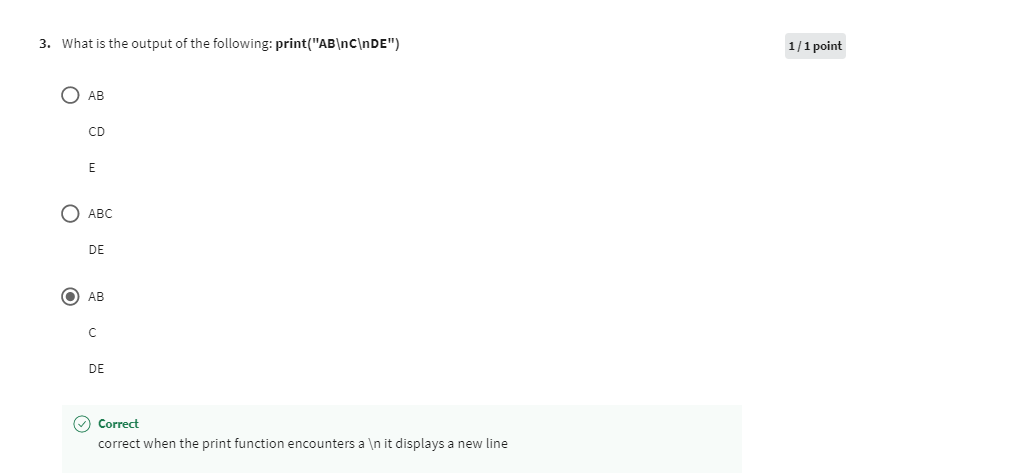 3. What is the output of the following: print("AB\nC\nDE")
1 / 1 point
AB
CD
E
ABC
DE
AB
C
DE
Correct
correct when the print function encounters a \n it displays a new line